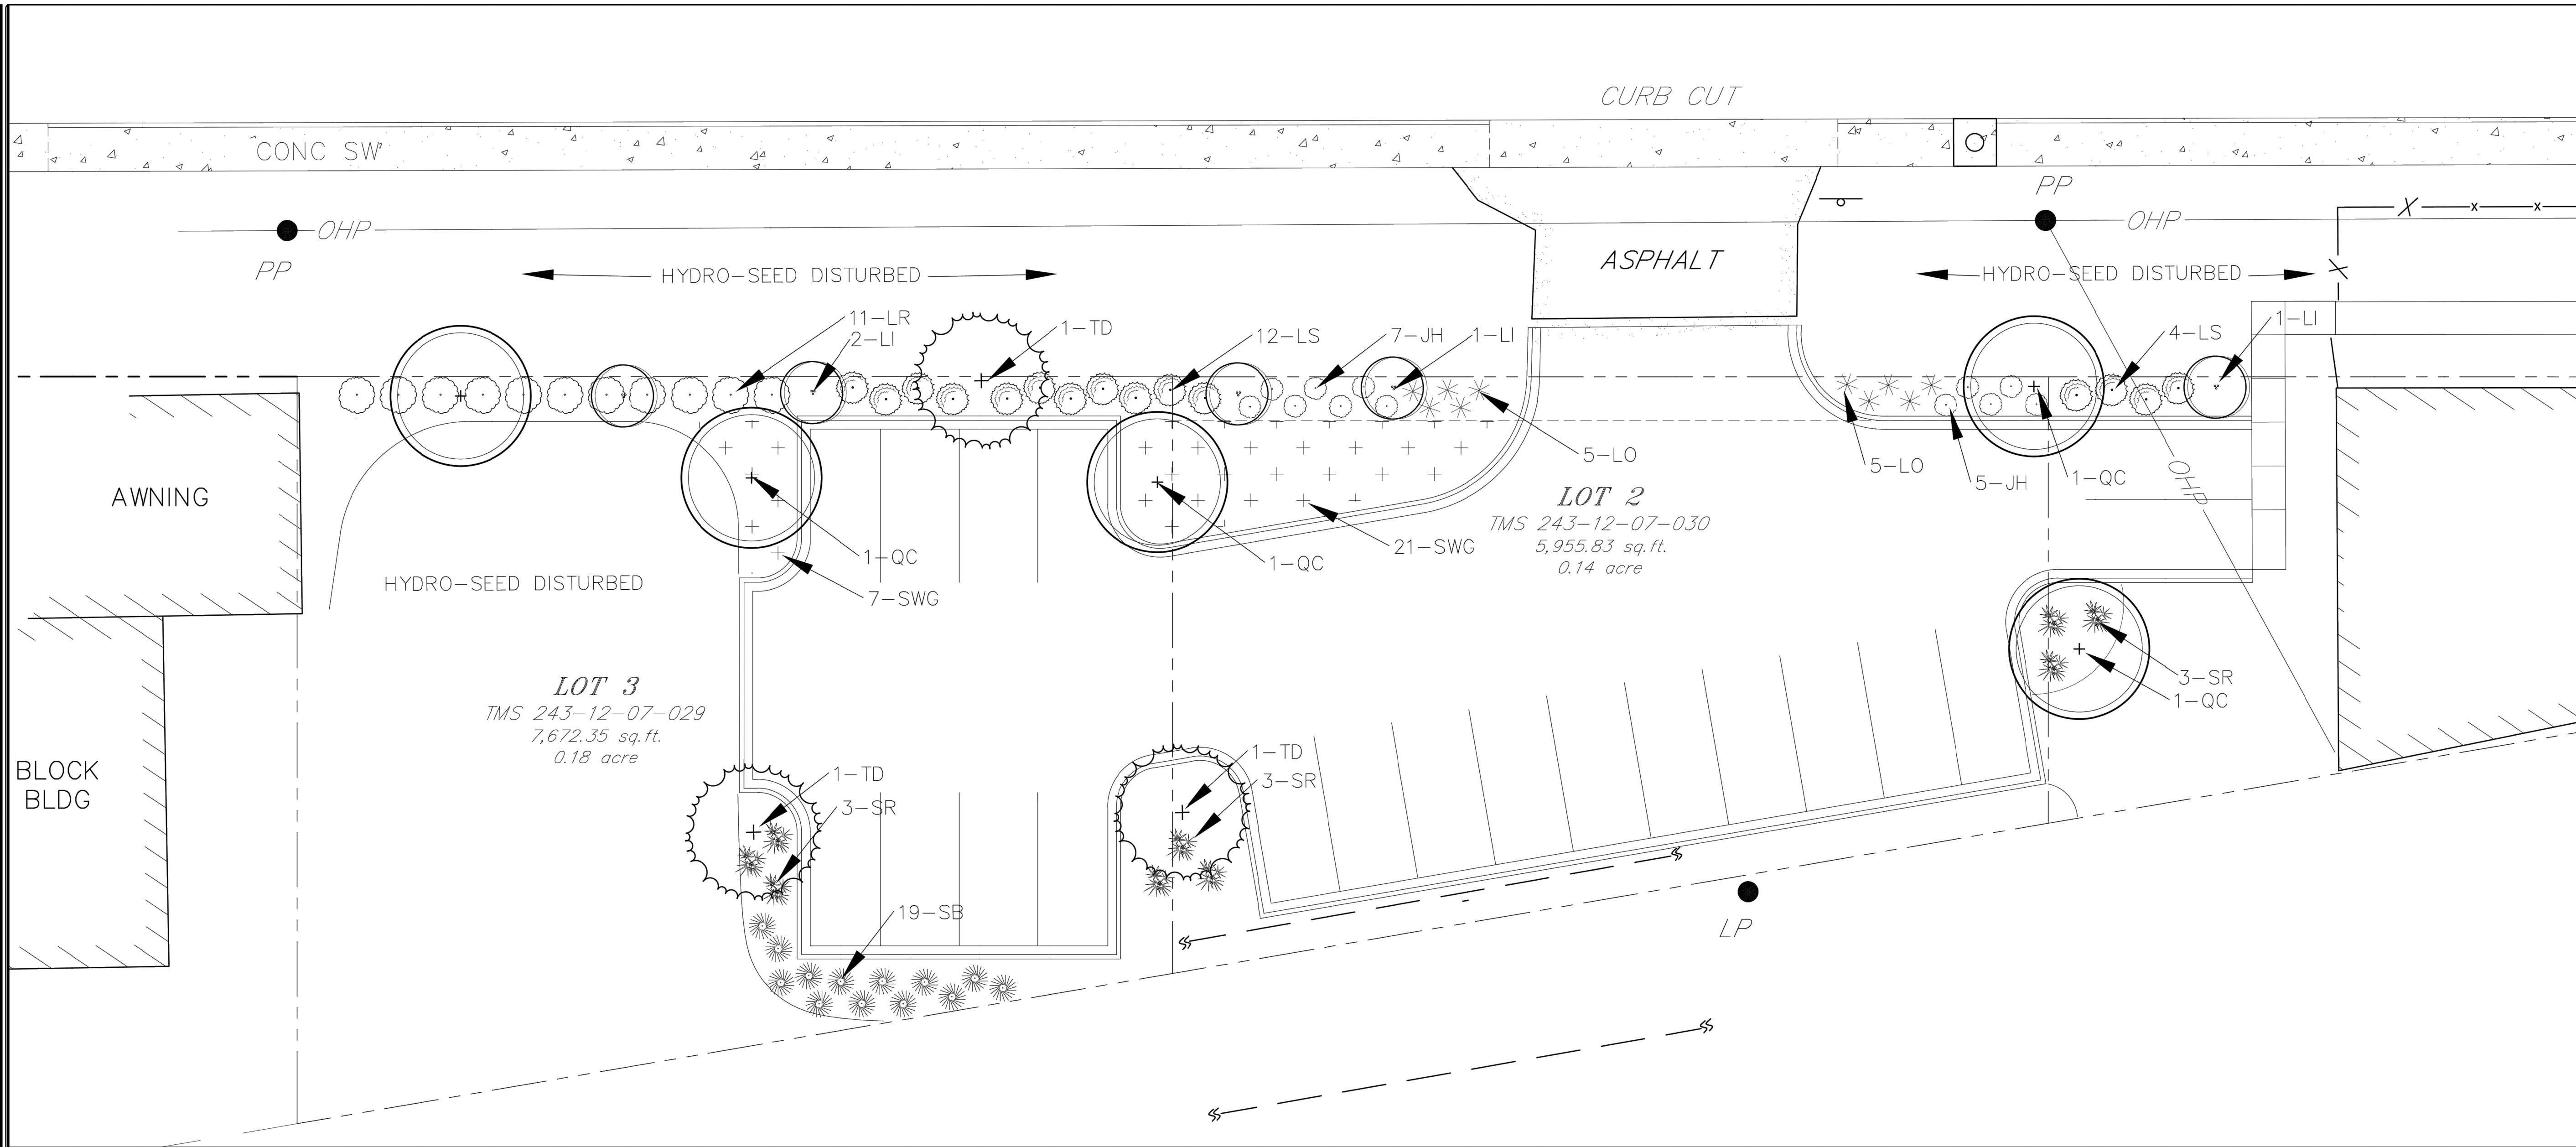 CURB CUT
CONC SW
PP
OHP
PP
OHP
ASPHALT
HYDRO-SEED DISTURBED
HYDRO-SEED DISTURBED
11-LR
2-LI
1-TD
12-LS
7-JH
1-LI
4-LS
1-LI
5-LO
5-LO
5-JH
1-QC
OHP
AWNING
LOT 2
TMS 243-12-07-030
5,955.83 sq.ft.
0.14 acre
21-SWG
1-QC
1-QC
7-SWG
HYDRO-SEED DISTURBED
LOT 3
TMS 243-12-07-029
7,672.35 sq.ft.
0.18 acre
3-SR
1-QC
BLOCK
BLDG
1-TD
3-SR
1-TD
3-SR
19-SB
LP
X
X
x
x